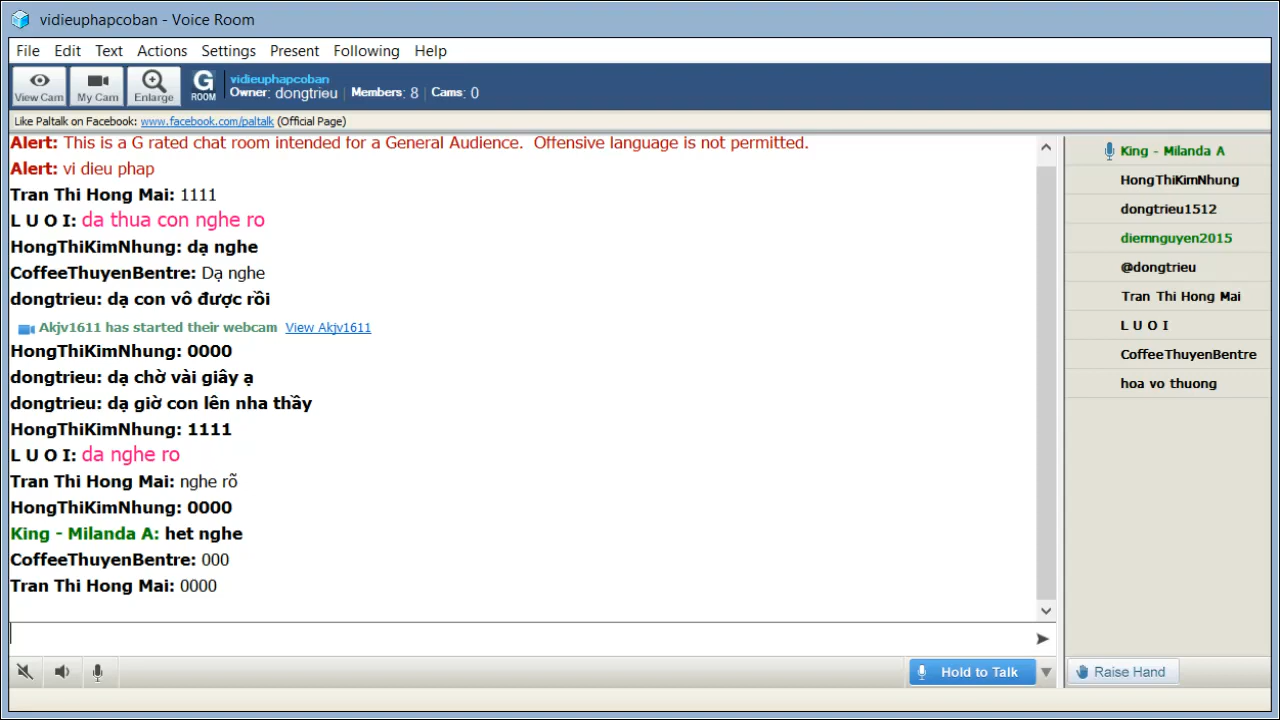 vidieuphapcoban - Voice Room
File Edit Text Actions Settings Present Following Help
View Cam My Cam Enlarge G ROOM
vidieuphapcoban
Owner: dongtrieu | Members: 8 | Cams: 0
Like Paltalk on Facebook: www.facebook.com/paltalk (Official Page)
Alert: This is a G rated chat room intended for a General Audience. Offensive language is not permitted.
Alert: vi dieu phap
Tran Thi Hong Mai: 1111
L U O I: da thua con nghe ro
HongThiKimNhung: dạ nghe
CoffeeThuyenBentre: Dạ nghe
dongtrieu: dạ con vô được rồi
Akjv1611 has started their webcam View Akjv1611
HongThiKimNhung: 0000
dongtrieu: dạ chờ vài giây ạ
dongtrieu: dạ giờ con lên nha thầy
HongThiKimNhung: 1111
L U O I: da nghe ro
Tran Thi Hong Mai: nghe rõ
HongThiKimNhung: 0000
King - Milanda A: het nghe
CoffeeThuyenBentre: 000
Tran Thi Hong Mai: 0000
King - Milanda A
HongThiKimNhung
dongtrieu1512
diemnguyen2015
@dongtrieu
Tran Thi Hong Mai
L U O I
CoffeeThuyenBentre
hoa vo thuong
Hold to Talk
Raise Hand